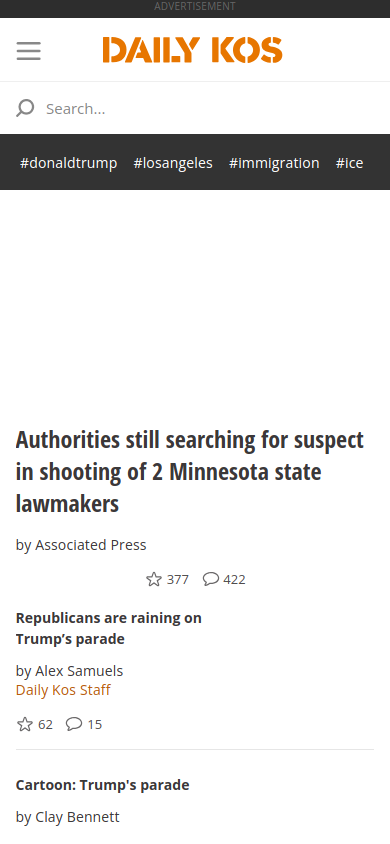 ADVERTISEMENT
DAILY KOS
Search...
#donaldtrump #losangeles #immigration #ice
Authorities still searching for suspect
in shooting of 2 Minnesota state
lawmakers
by Associated Press
377 422
Republicans are raining on
Trump’s parade
by Alex Samuels
Daily Kos Staff
62 15
Cartoon: Trump's parade
by Clay Bennett